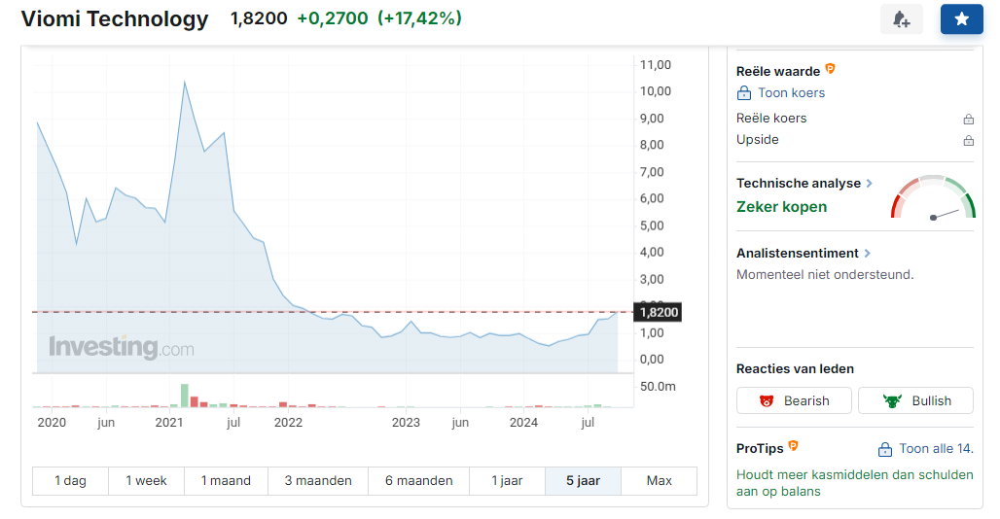 Viomi Technology 1,8200 +0,2700 (+17,42%)
11,00
10,00
9,00
8,00
7,00
6,00
5,00
4,00
3,00
1,8200
1,00
0,00
50.0m
Investing.com
2020 jun 2021 jul 2022 2023 jun 2024 jul
1 dag 1 week 1 maand 3 maanden 6 maanden 1 jaar 5 jaar Max
Reële waarde
Toon koers
Reële koers
Upside
Technische analyse
Zeker kopen
Analistensentiment
Momenteel niet ondersteund.
Reacties van leden
Bearish Bullish
ProTips Toon alle 14.
Houdt meer kasmiddelen dan schulden
aan op balans